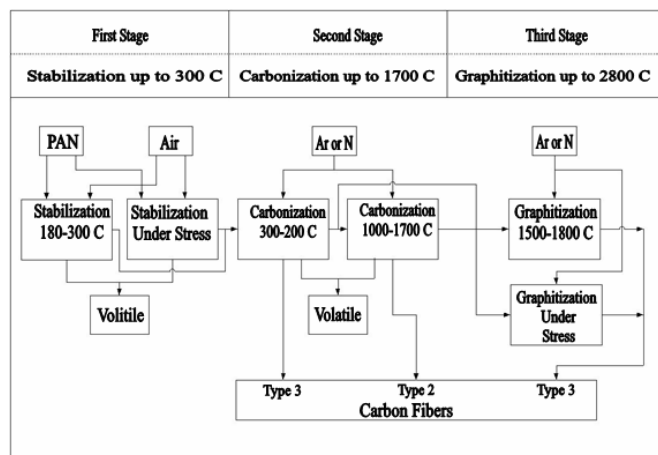 First Stage
Second Stage
Third Stage
Stabilization up to 300 C
Carbonization up to 1700 C
Graphitization up to 2800 C
PAN
Air
Ar or N
Ar or N
Stabilization
180-300 C
Stabilization
Under Stress
Carbonization
300-200 C
Carbonization
1000-1700 C
Graphitization
1500-1800 C
Volitile
Volatile
Graphitization
Under
Stress
Type 3
Type 2
Type 3
Carbon Fibers